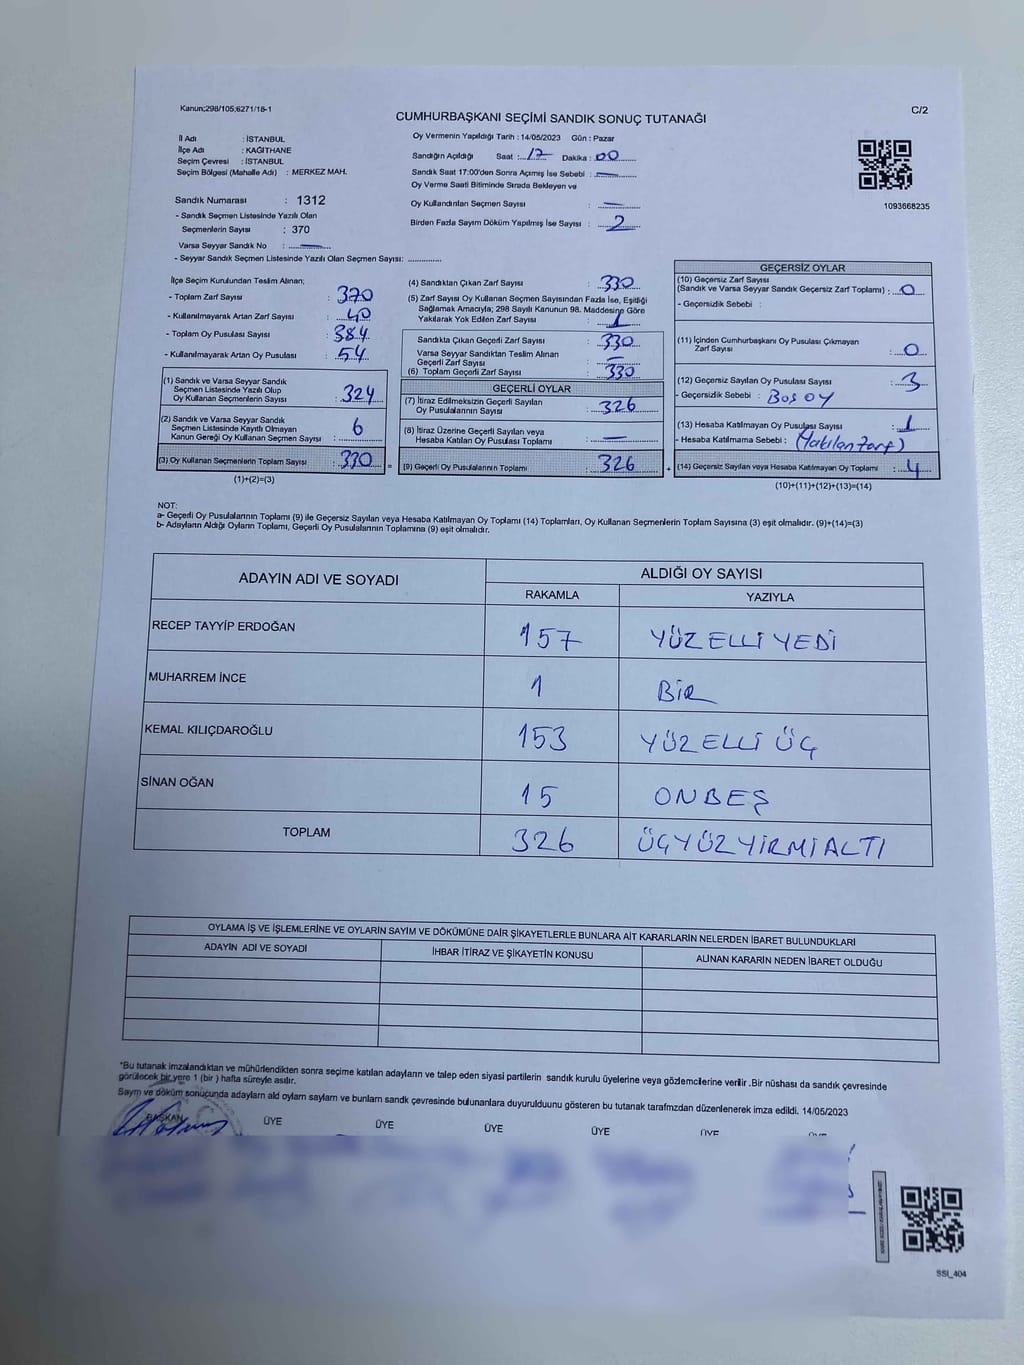 Kanun;298/105;6271/18-1
C/2
CUMHURBAŞKANI SEÇİMİ SANDIK SONUÇ TUTANAĞI
İl Adı : İSTANBUL
İlçe Adı : KAĞITHANE
Seçim Çevresi : İSTANBUL
Seçim Bölgesi (Mahalle Adı) : MERKEZ MAH.
Sandık Numarası : 1312
- Sandık Seçmen Listesinde Yazılı Olan
Seçmenlerin Sayısı : 370
Varsa Seyyar Sandık No :
- Seyyar Sandık Seçmen Listesinde Yazılı Olan Seçmen Sayısı:
Oy Vermenin Yapıldığı Tarih : 14/05/2023 Gün : Pazar
Sandığın Açıldığı Saat : 17 Dakika : 00
Sandık Saat 17:00'den Sonra Açımış İse Sebebi : —
Oy Verme Saati Bitiminde Sırada Bekleyen ve
Oy Kullandırılan Seçmen Sayısı : —
Birden Fazla Sayım Döküm Yapılmış İse Sayısı : 2
1093668235
İlçe Seçim Kurulundan Teslim Alınan;
- Toplam Zarf Sayısı : 370
- Kullanılmayarak Artan Zarf Sayısı : 40
- Toplam Oy Pusulası Sayısı : 384
- Kullanılmayarak Artan Oy Pusulası : 54
(1) Sandık ve Varsa Seyyar Sandık
Seçmen Listesinde Yazılı Olup
Oy Kullanan Seçmenlerin Sayısı : 324
(2) Sandık ve Varsa Seyyar Sandık
Seçmen Listesinde Kayıtlı Olmayan
Kanun Gereği Oy Kullanan Seçmen Sayısı : 6
(3) Oy Kullanan Seçmenlerin Toplam Sayısı : 330
(1)+(2)=(3)
(4) Sandıktan Çıkan Zarf Sayısı : 330
(5) Zarf Sayısı Oy Kullanan Seçmen Sayısından Fazla İse, Eşitliği
Sağlamak Amacıyla; 298 Sayılı Kanunun 98. Maddesine Göre
Yakılarak Yok Edilen Zarf Sayısı : 1
Sandıkta Çıkan Geçerli Zarf Sayısı : 330
Varsa Seyyar Sandıktan Teslim Alınan
Geçerli Zarf Sayısı : —
(6) Toplam Geçerli Zarf Sayısı : 330
GEÇERLİ OYLAR
(7) İtiraz Edilmeksizin Geçerli Sayılan
Oy Pusulalarının Sayısı : 326
(8) İtiraz Üzerine Geçerli Sayılan veya
Hesaba Katılan Oy Pusulası Toplamı : —
(9) Geçerli Oy Pusulalarının Toplamı : 326
GEÇERSİZ OYLAR
(10) Geçersiz Zarf Sayısı
(Sandık ve Varsa Seyyar Sandık Geçersiz Zarf Toplamı) : 0
- Geçersizlik Sebebi :
(11) İçinden Cumhurbaşkanı Oy Pusulası Çıkmayan
Zarf Sayısı : 0
(12) Geçersiz Sayılan Oy Pusulası Sayısı : 3
- Geçersizlik Sebebi : BOŞ OY
(13) Hesaba Katılmayan Oy Pusulası Sayısı : 1
- Hesaba Katılmama Sebebi : (Yakılan zarf)
(14) Geçersiz Sayılan veya Hesaba Katılmayan Oy Toplamı : 4
(10)+(11)+(12)+(13)=(14)
NOT:
a- Geçerli Oy Pusulalarının Toplamı (9) ile Geçersiz Sayılan veya Hesaba Katılmayan Oy Toplamı (14) Toplamları, Oy Kullanan Seçmenlerin Toplam Sayısına (3) eşit olmalıdır. (9)+(14)=(3)
b- Adayların Aldığı Oyların Toplamı, Geçerli Oy Pusulalarının Toplamına (9) eşit olmalıdır.
ADAYIN ADI VE SOYADI ALDIĞI OY SAYISI
RAKAMLA YAZIYLA
RECEP TAYYİP ERDOĞAN 157 YÜZ ELLİ YEDİ
MUHARREM İNCE 1 BİR
KEMAL KILIÇDAROĞLU 153 YÜZ ELLİ ÜÇ
SİNAN OĞAN 15 ONBEŞ
TOPLAM 326 ÜÇYÜZYİRMİALTI
OYLAMA İŞ VE İŞLEMLERİNE VE OYLARIN SAYIM VE DÖKÜMÜNE DAİR ŞİKAYETLERLE BUNLARA AİT KARARLARIN NELERDEN İBARET BULUNDUKLARI
ADAYIN ADI VE SOYADI İHBAR İTİRAZ VE ŞİKAYETİN KONUSU ALINAN KARARIN NEDEN İBARET OLDUĞU
*Bu tutanak imzalandıktan ve mühürlendikten sonra seçime katılan adayların ve talep eden siyasi partilerin sandık kurulu üyelerine veya gözlemcilerine verilir .Bir nüshası da sandık çevresinde
görülecek bir yere 1 (bir ) hafta süreyle asılır.
Sayım ve döküm sonuçunda adayların aldı oyların sayıların ve bunların sandık çevresinde bulunanlara duyurulduunu gösteren bu tutanak tarafımızdan düzenlenerek imza edildi. 14/05/2023
BAŞKAN ÜYE ÜYE ÜYE ÜYE
SSI_404